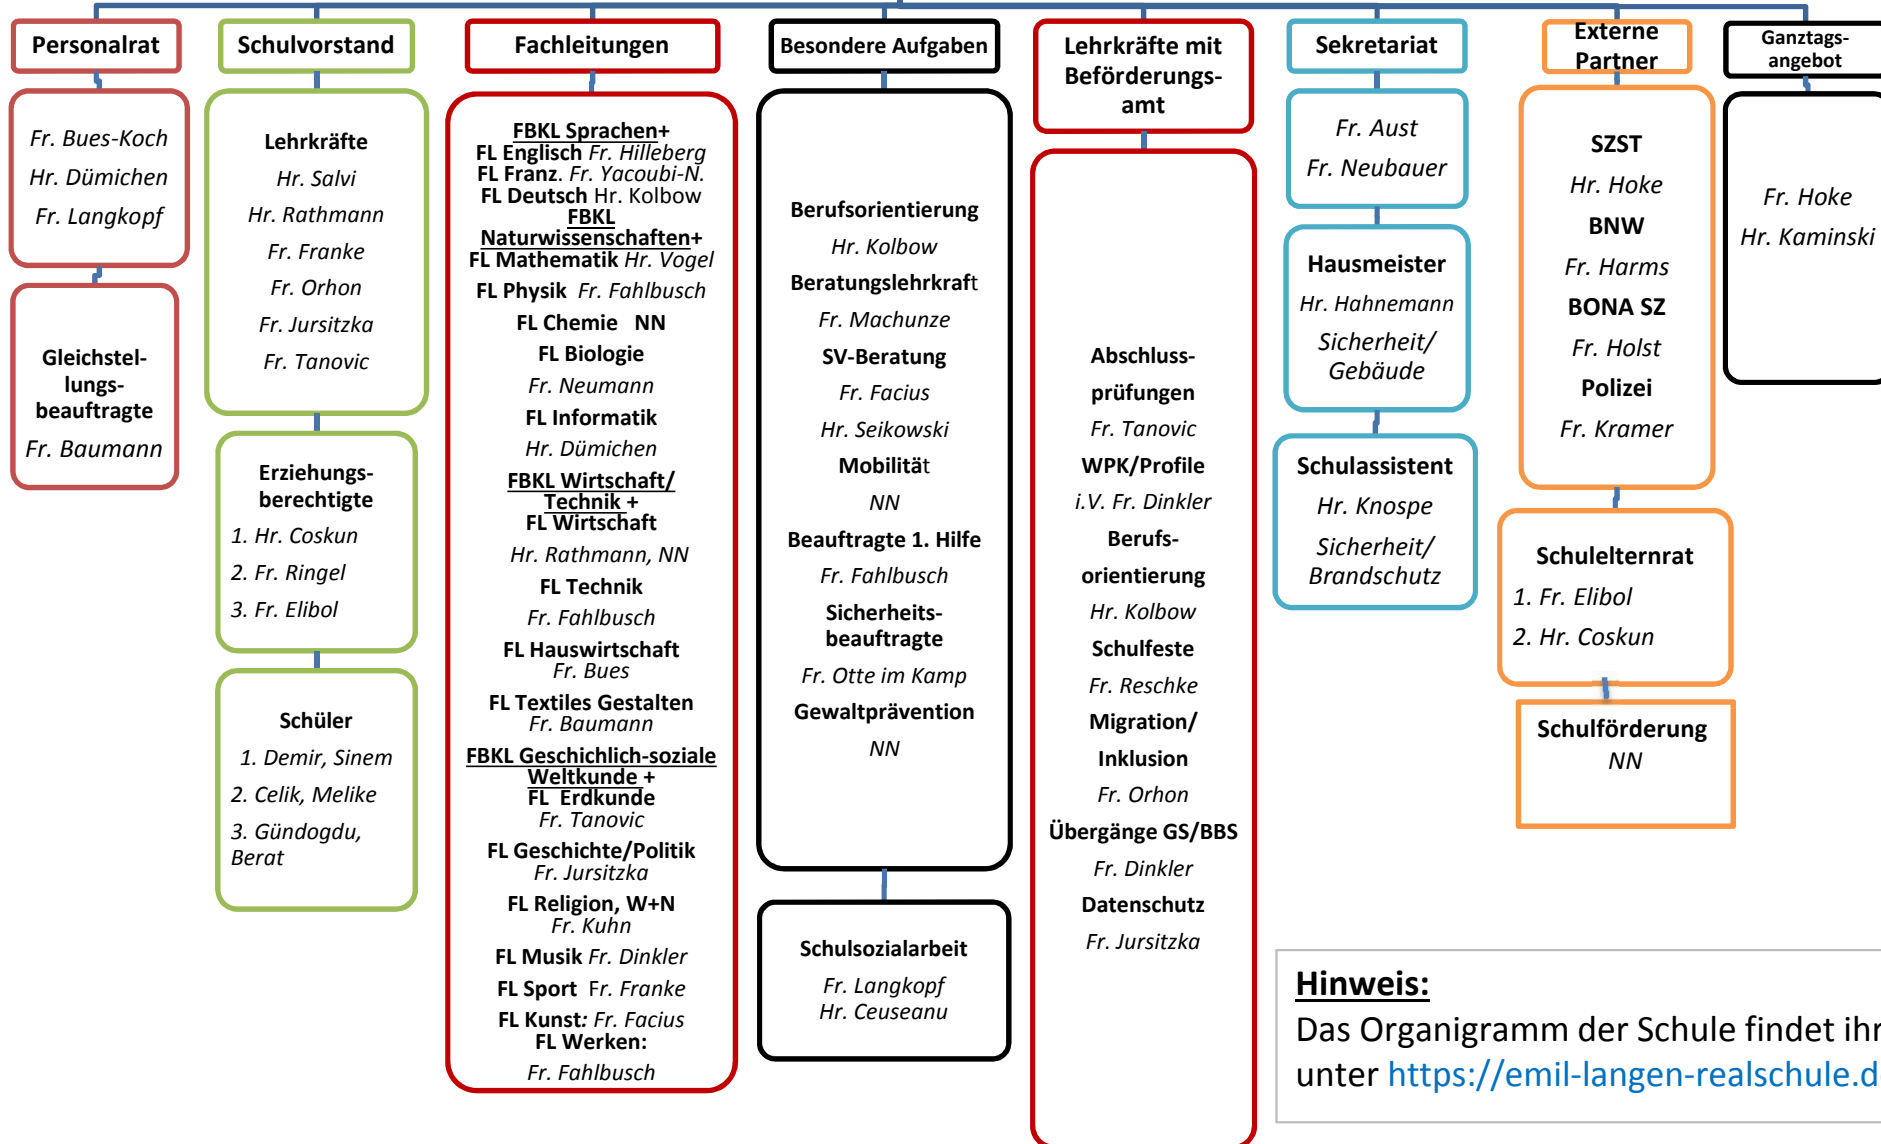 Personalrat
Fr. Bues-Koch
Hr. Dümichen
Fr. Langkopf
Gleichstel-
lungs-
beauftragte
Fr. Baumann
Schulvorstand
Lehrkräfte
Hr. Salvi
Hr. Rathmann
Fr. Franke
Fr. Orhon
Fr. Jursitzka
Fr. Tanovic
Erziehungs-
berechtigte
1. Hr. Coskun
2. Fr. Ringel
3. Fr. Elibol
Schüler
1. Demir, Sinem
2. Celik, Melike
3. Gündogdu,
Berat
Fachleitungen
FBKL Sprachen+
FL Englisch Fr. Hilleberg
FL Franz. Fr. Yacoubi-N.
FL Deutsch Hr. Kolbow
FBKL
Naturwissenschaften+
FL Mathematik Hr. Vogel
FL Physik Fr. Fahlbusch
FL Chemie NN
FL Biologie
Fr. Neumann
FL Informatik
Hr. Dümichen
FBKL Wirtschaft/
Technik +
FL Wirtschaft
Hr. Rathmann, NN
FL Technik
Fr. Fahlbusch
FL Hauswirtschaft
Fr. Bues
FL Textiles Gestalten
Fr. Baumann
FBKL Geschichlich-soziale
Weltkunde +
FL Erdkunde
Fr. Tanovic
FL Geschichte/Politik
Fr. Jursitzka
FL Religion, W+N
Fr. Kuhn
FL Musik Fr. Dinkler
FL Sport Fr. Franke
FL Kunst: Fr. Facius
FL Werken:
Fr. Fahlbusch
Besondere Aufgaben
Berufsorientierung
Hr. Kolbow
Beratungslehrkraft
Fr. Machunze
SV-Beratung
Fr. Facius
Hr. Seikowski
Mobilität
NN
Beauftragte 1. Hilfe
Fr. Fahlbusch
Sicherheits-
beauftragte
Fr. Otte im Kamp
Gewaltprävention
NN
Schulsozialarbeit
Fr. Langkopf
Hr. Ceuseanu
Lehrkräfte mit
Beförderungs-
amt
Abschluss-
prüfungen
Fr. Tanovic
WPK/Profile
i.V. Fr. Dinkler
Berufs-
orientierung
Hr. Kolbow
Schulfeste
Fr. Reschke
Migration/
Inklusion
Fr. Orhon
Übergänge GS/BBS
Fr. Dinkler
Datenschutz
Fr. Jursitzka
Sekretariat
Fr. Aust
Fr. Neubauer
Hausmeister
Hr. Hahnemann
Sicherheit/
Gebäude
Schulassistent
Hr. Knospe
Sicherheit/
Brandschutz
Externe
Partner
SZST
Hr. Hoke
BNW
Fr. Harms
BONA SZ
Fr. Holst
Polizei
Fr. Kramer
Schulelternrat
1. Fr. Elibol
2. Hr. Coskun
Schulförderung
NN
Ganztags-
angebot
Fr. Hoke
Hr. Kaminski
Hinweis:
Das Organigramm der Schule findet ihr
unter https://emil-langen-realschule.d